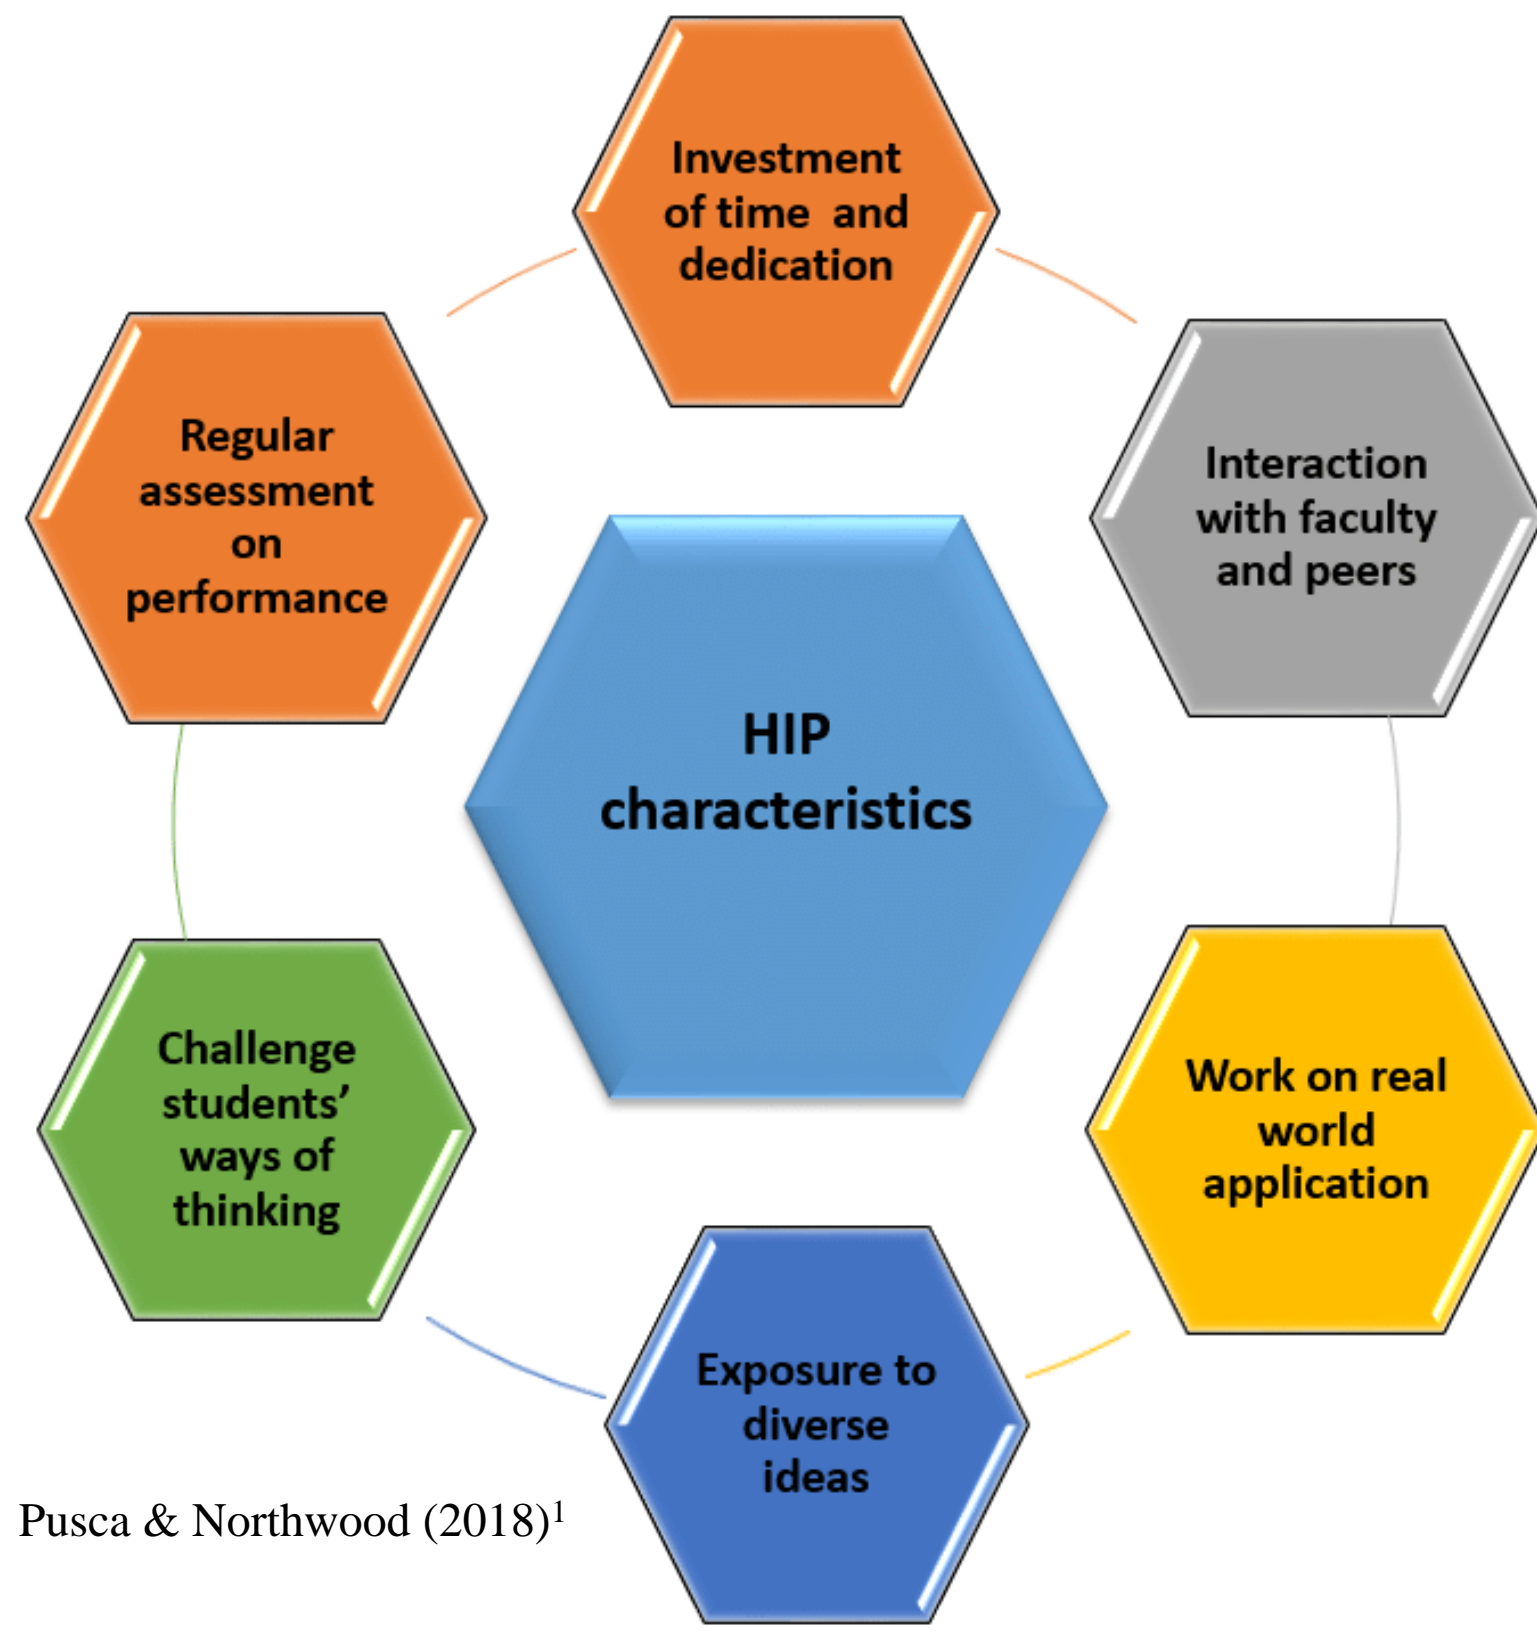 Investment
of time and
dedication
Interaction
with faculty
and peers
Work on real
world
application
Exposure to
diverse
ideas
Challenge
students’
ways of
thinking
Regular
assessment
on
performance
HIP
characteristics
Pusca & Northwood (2018)¹